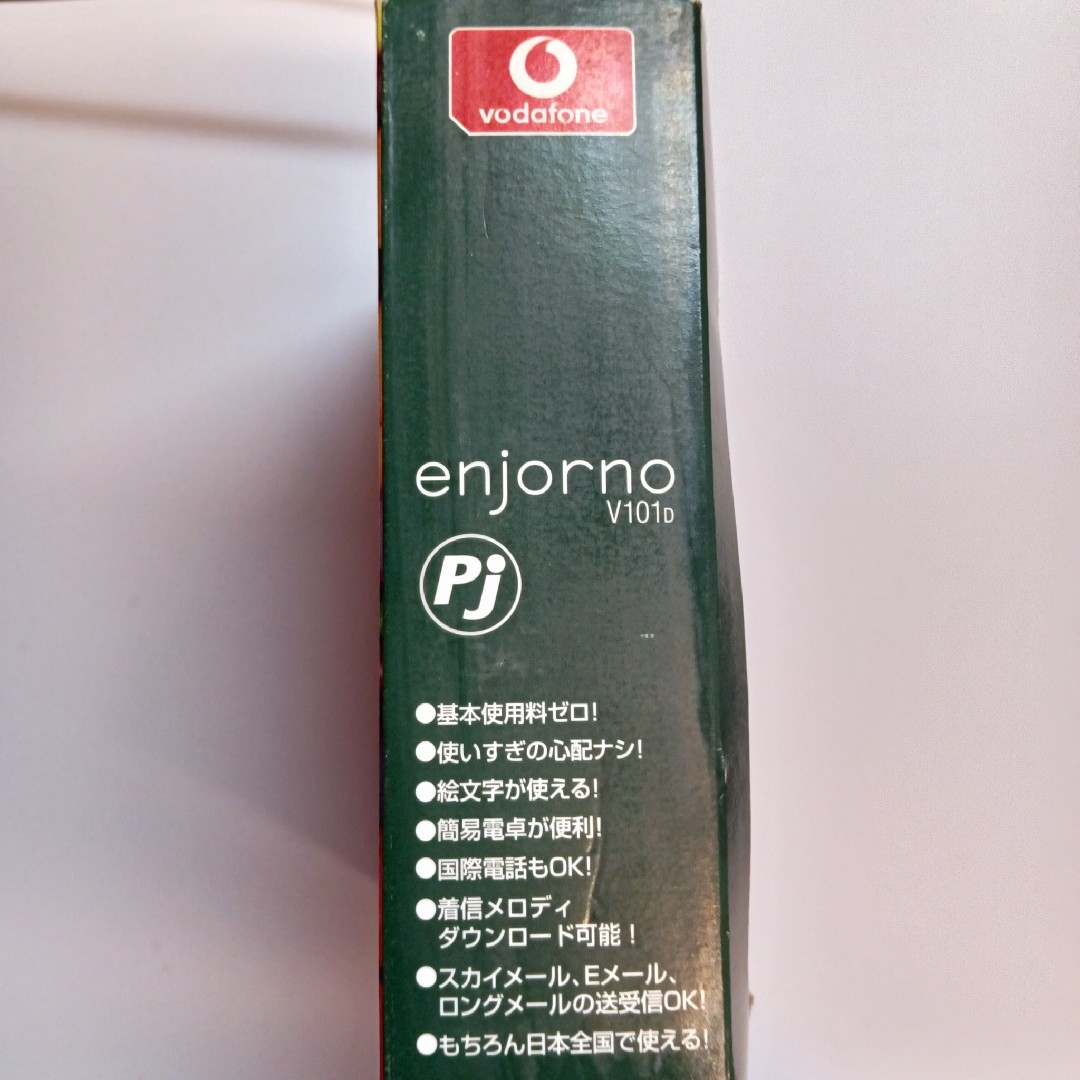 vodafone
enjorno
V101D
Pj
●基本使用料ゼロ!
●使いすぎの心配ナシ!
●絵文字が使える!
●簡易電卓が便利!
●国際電話もOK!
●着信メロディ
ダウンロード可能!
●スカイメール、Eメール、
ロングメールの送受信OK!
●もちろん日本全国で使える!